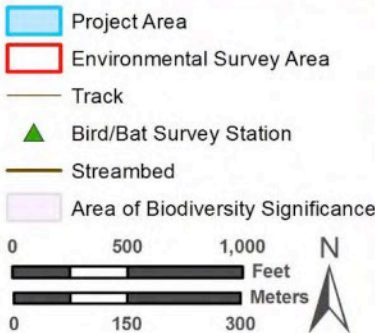 Project Area
Environmental Survey Area
Track
Bird/Bat Survey Station
Streambed
Area of Biodiversity Significance
0 500 1,000 N
Feet
Meters
0 150 300